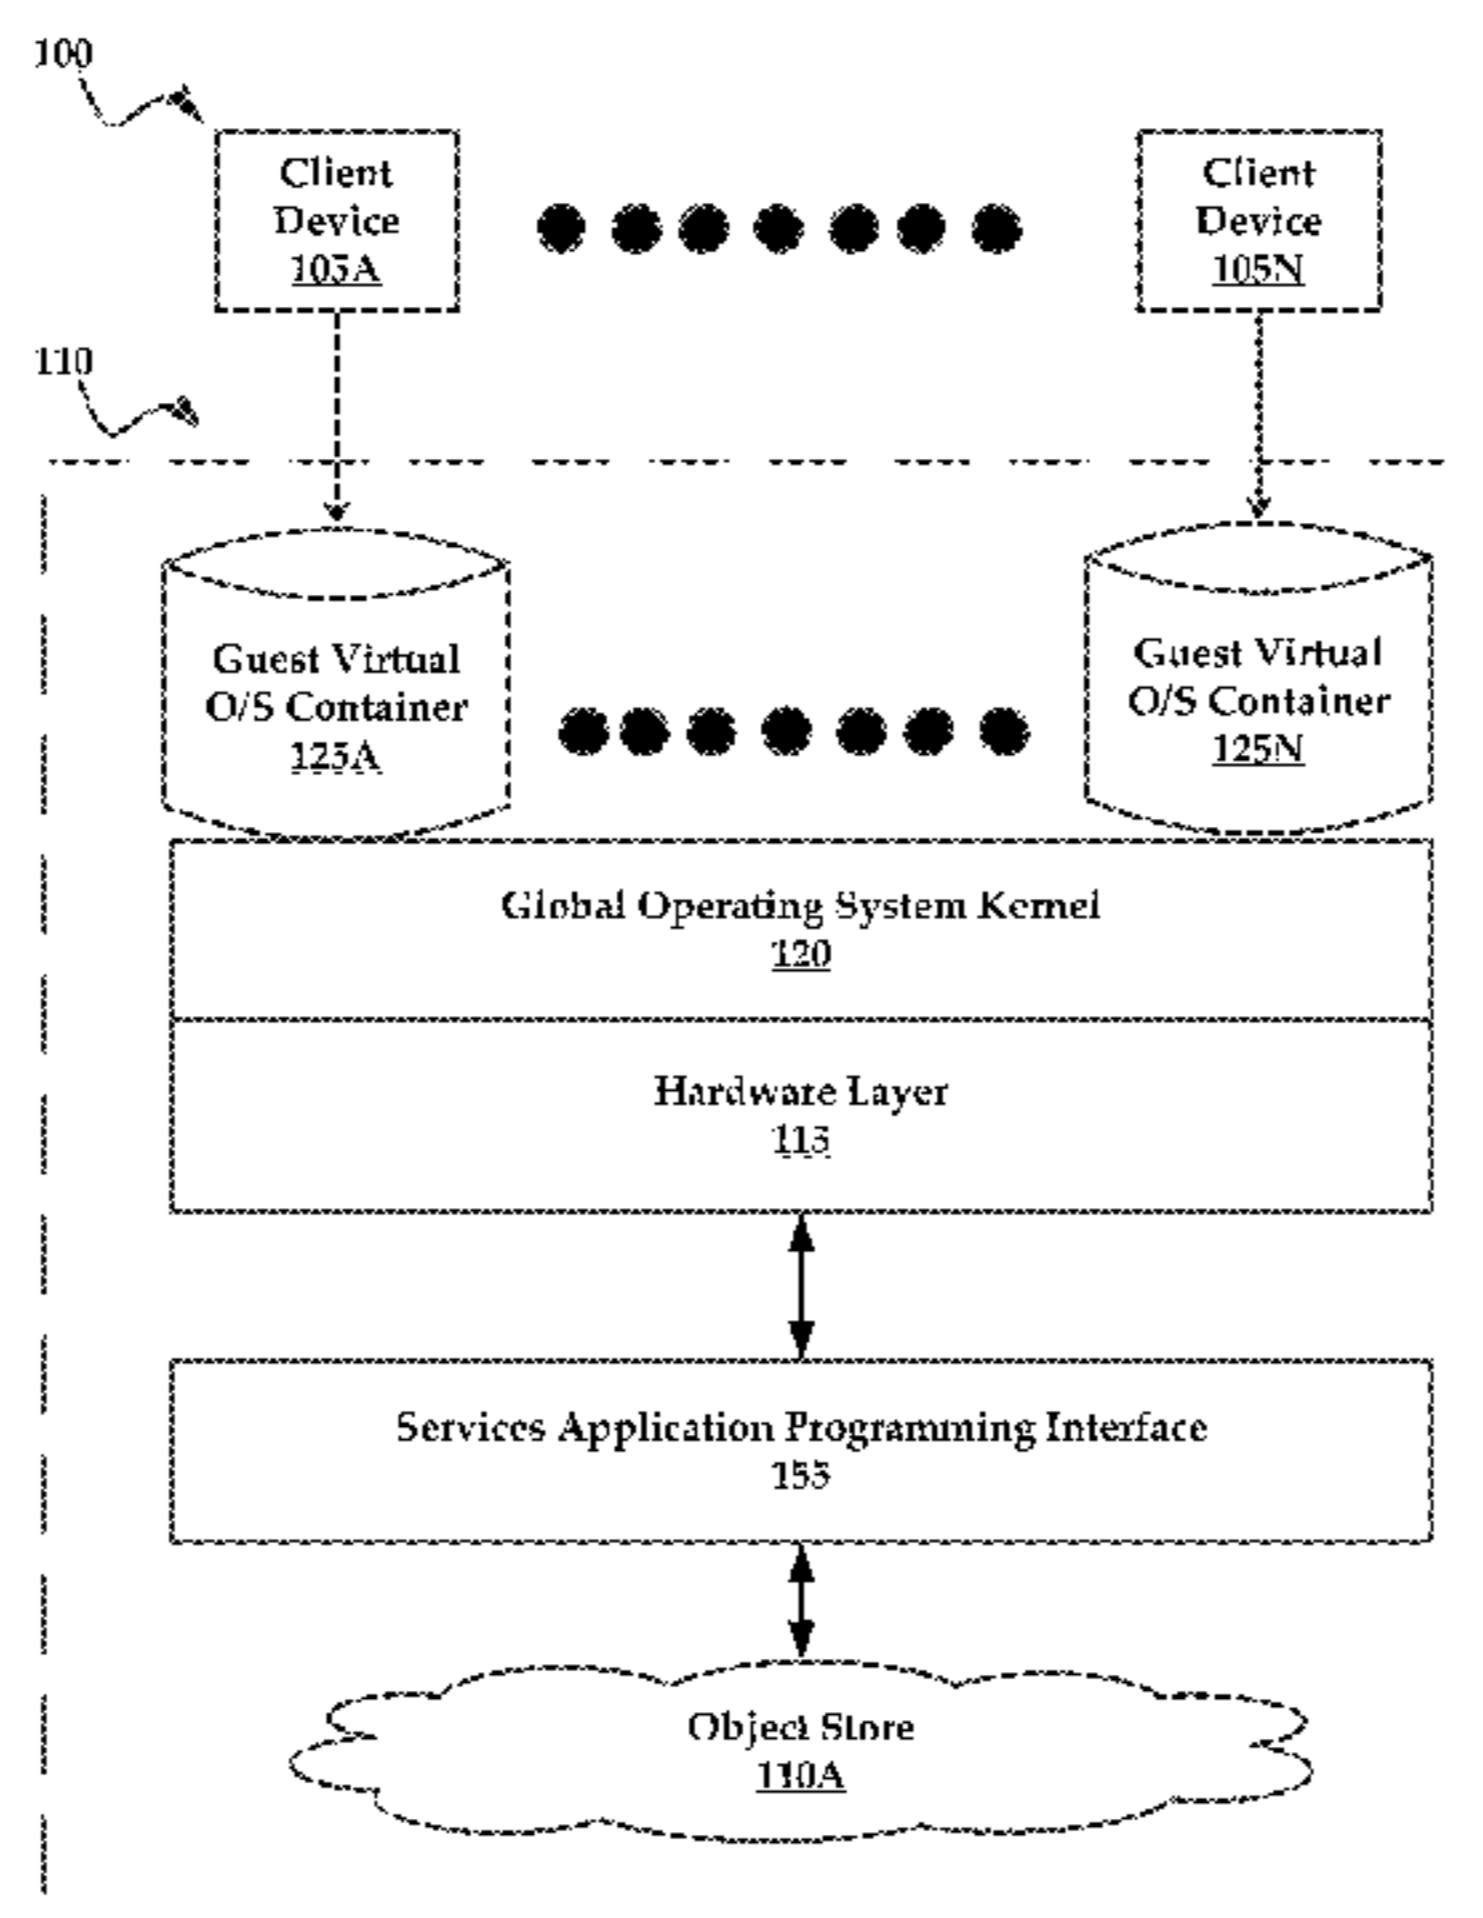 100
Client
Device
105A
Client
Device
105N
110
Guest Virtual
O/S Container
125A
Guest Virtual
O/S Container
125N
Global Operating System Kernel
120
Hardware Layer
115
Services Application Programming Interface
155
Object Store
110A